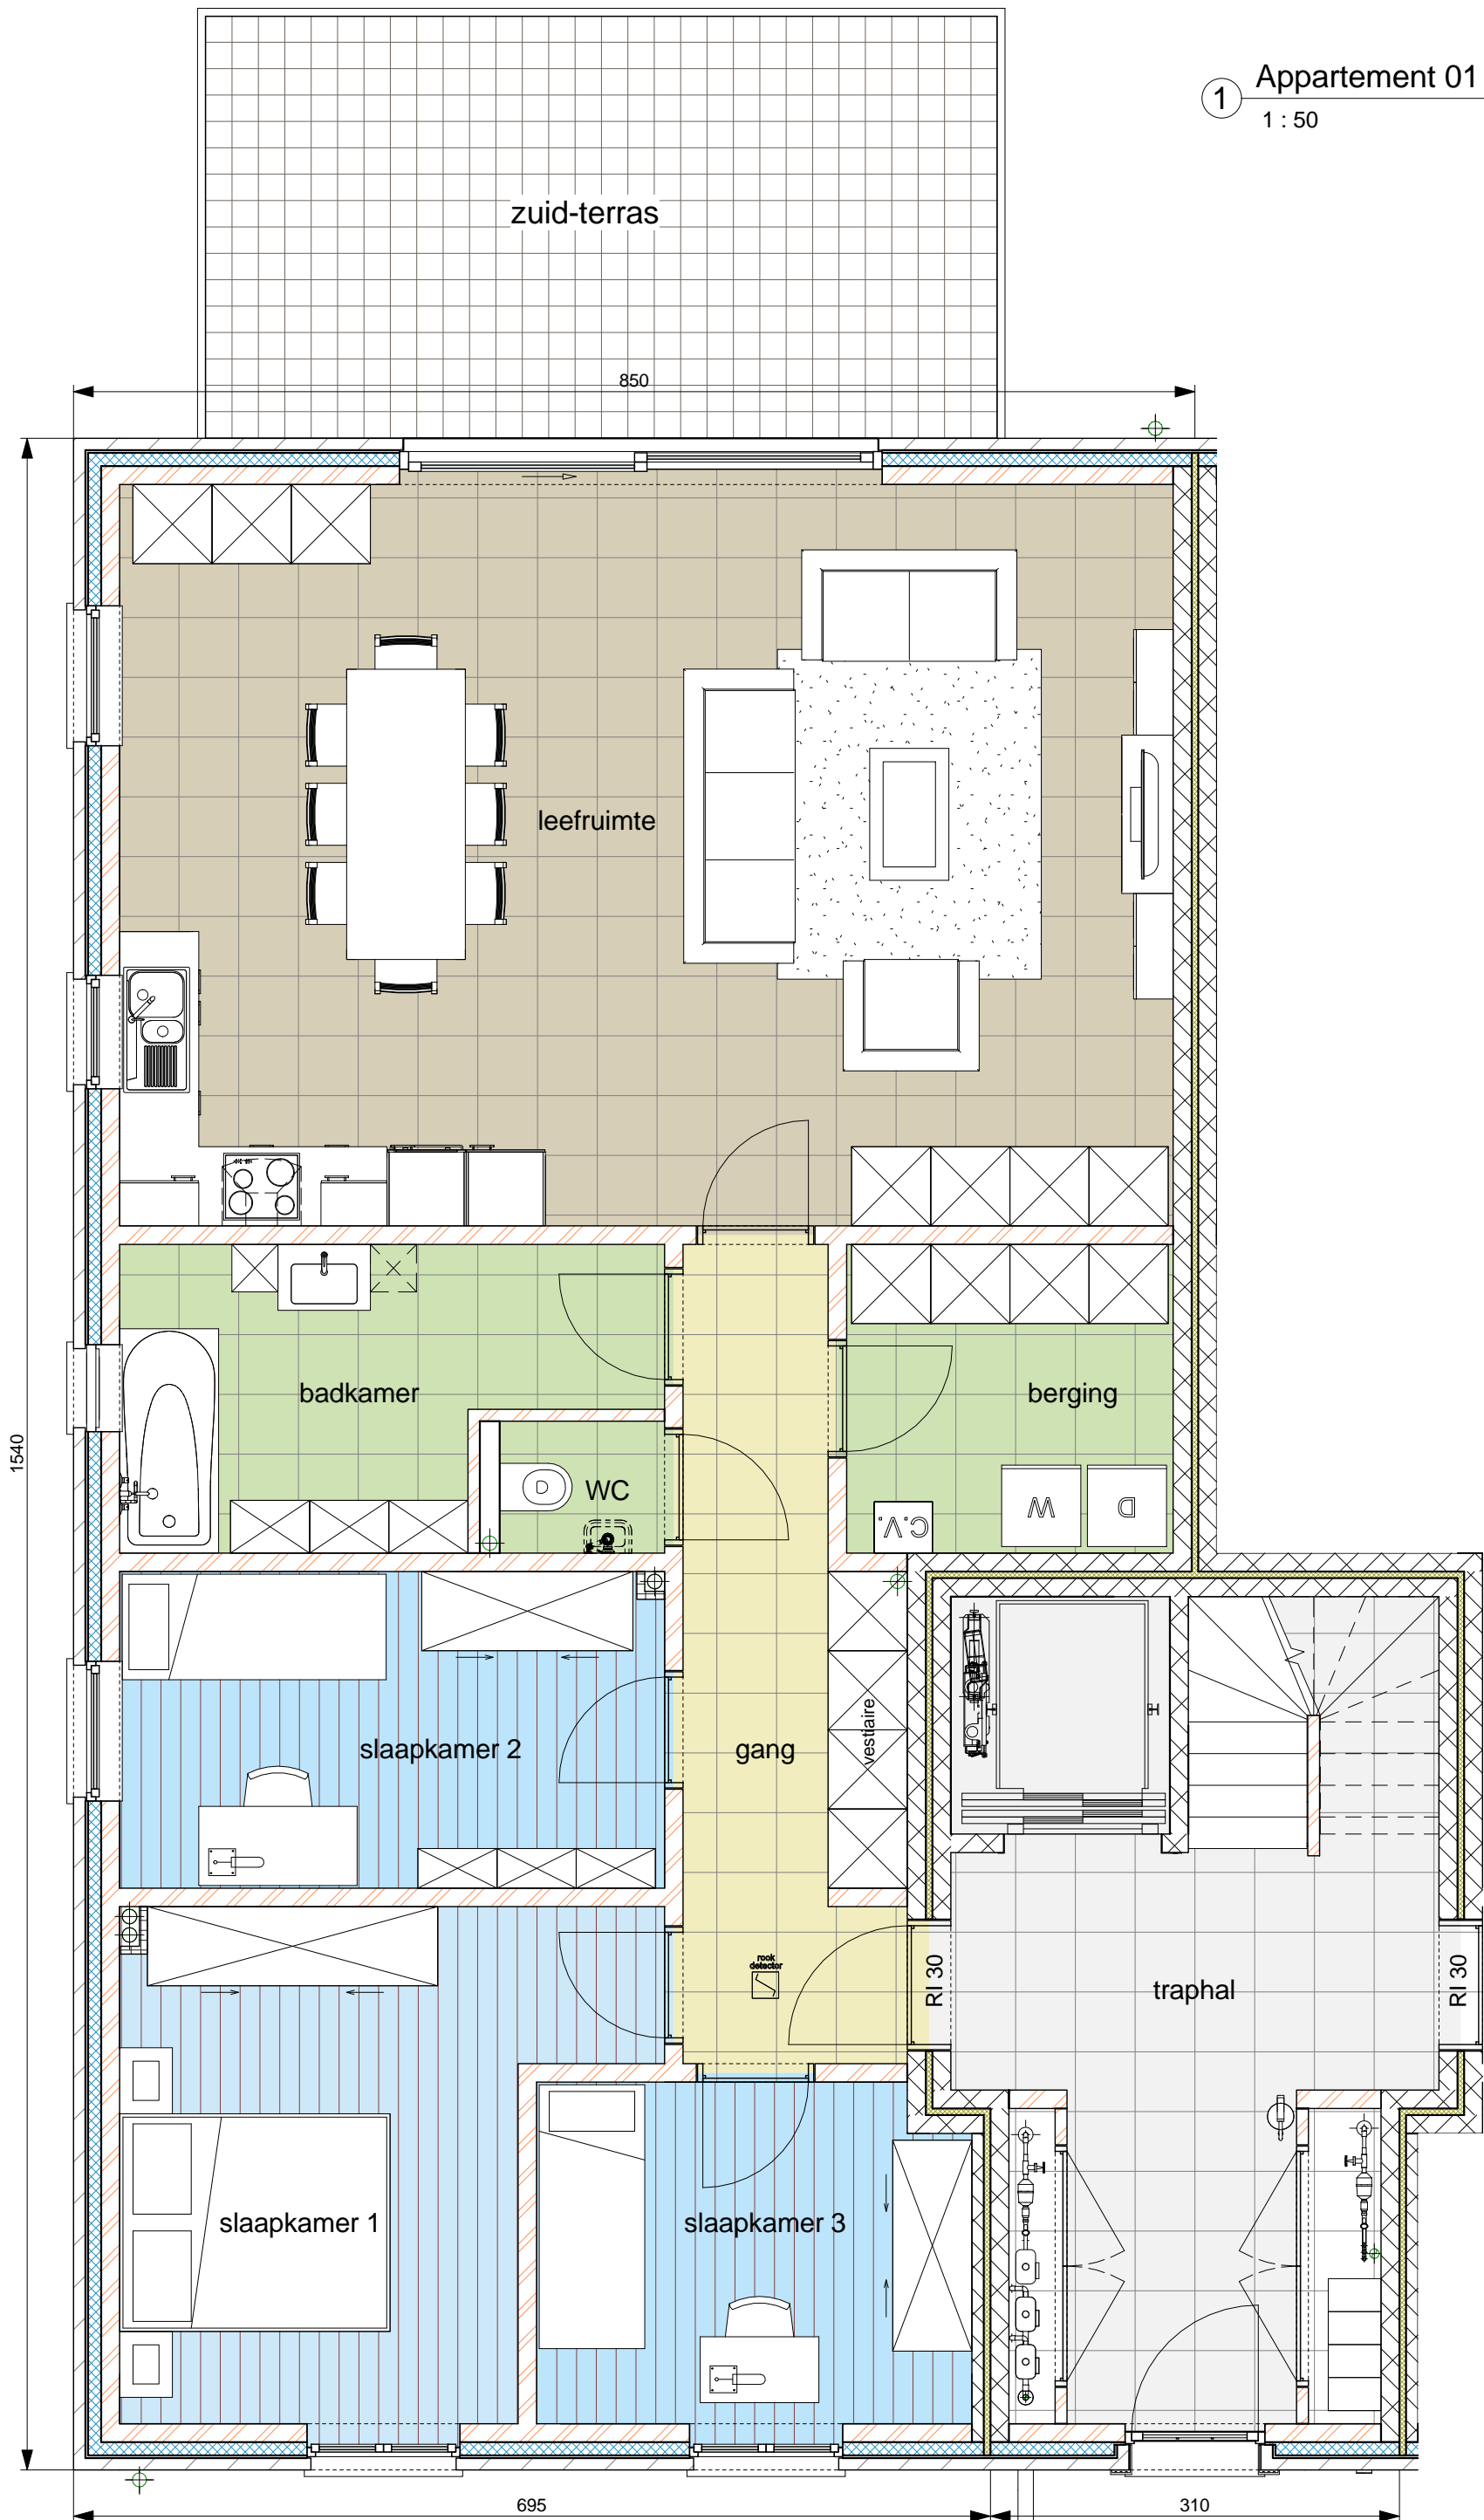 Appartement 01
1
1 : 50
zuid-terras
850
leefruimte
1540
badkamer
berging
WC
C.V.
W
D
slaapkamer 2
gang
vestiaire
rook
detector
RI 30
traphal
RI 30
slaapkamer 1
slaapkamer 3
695
310